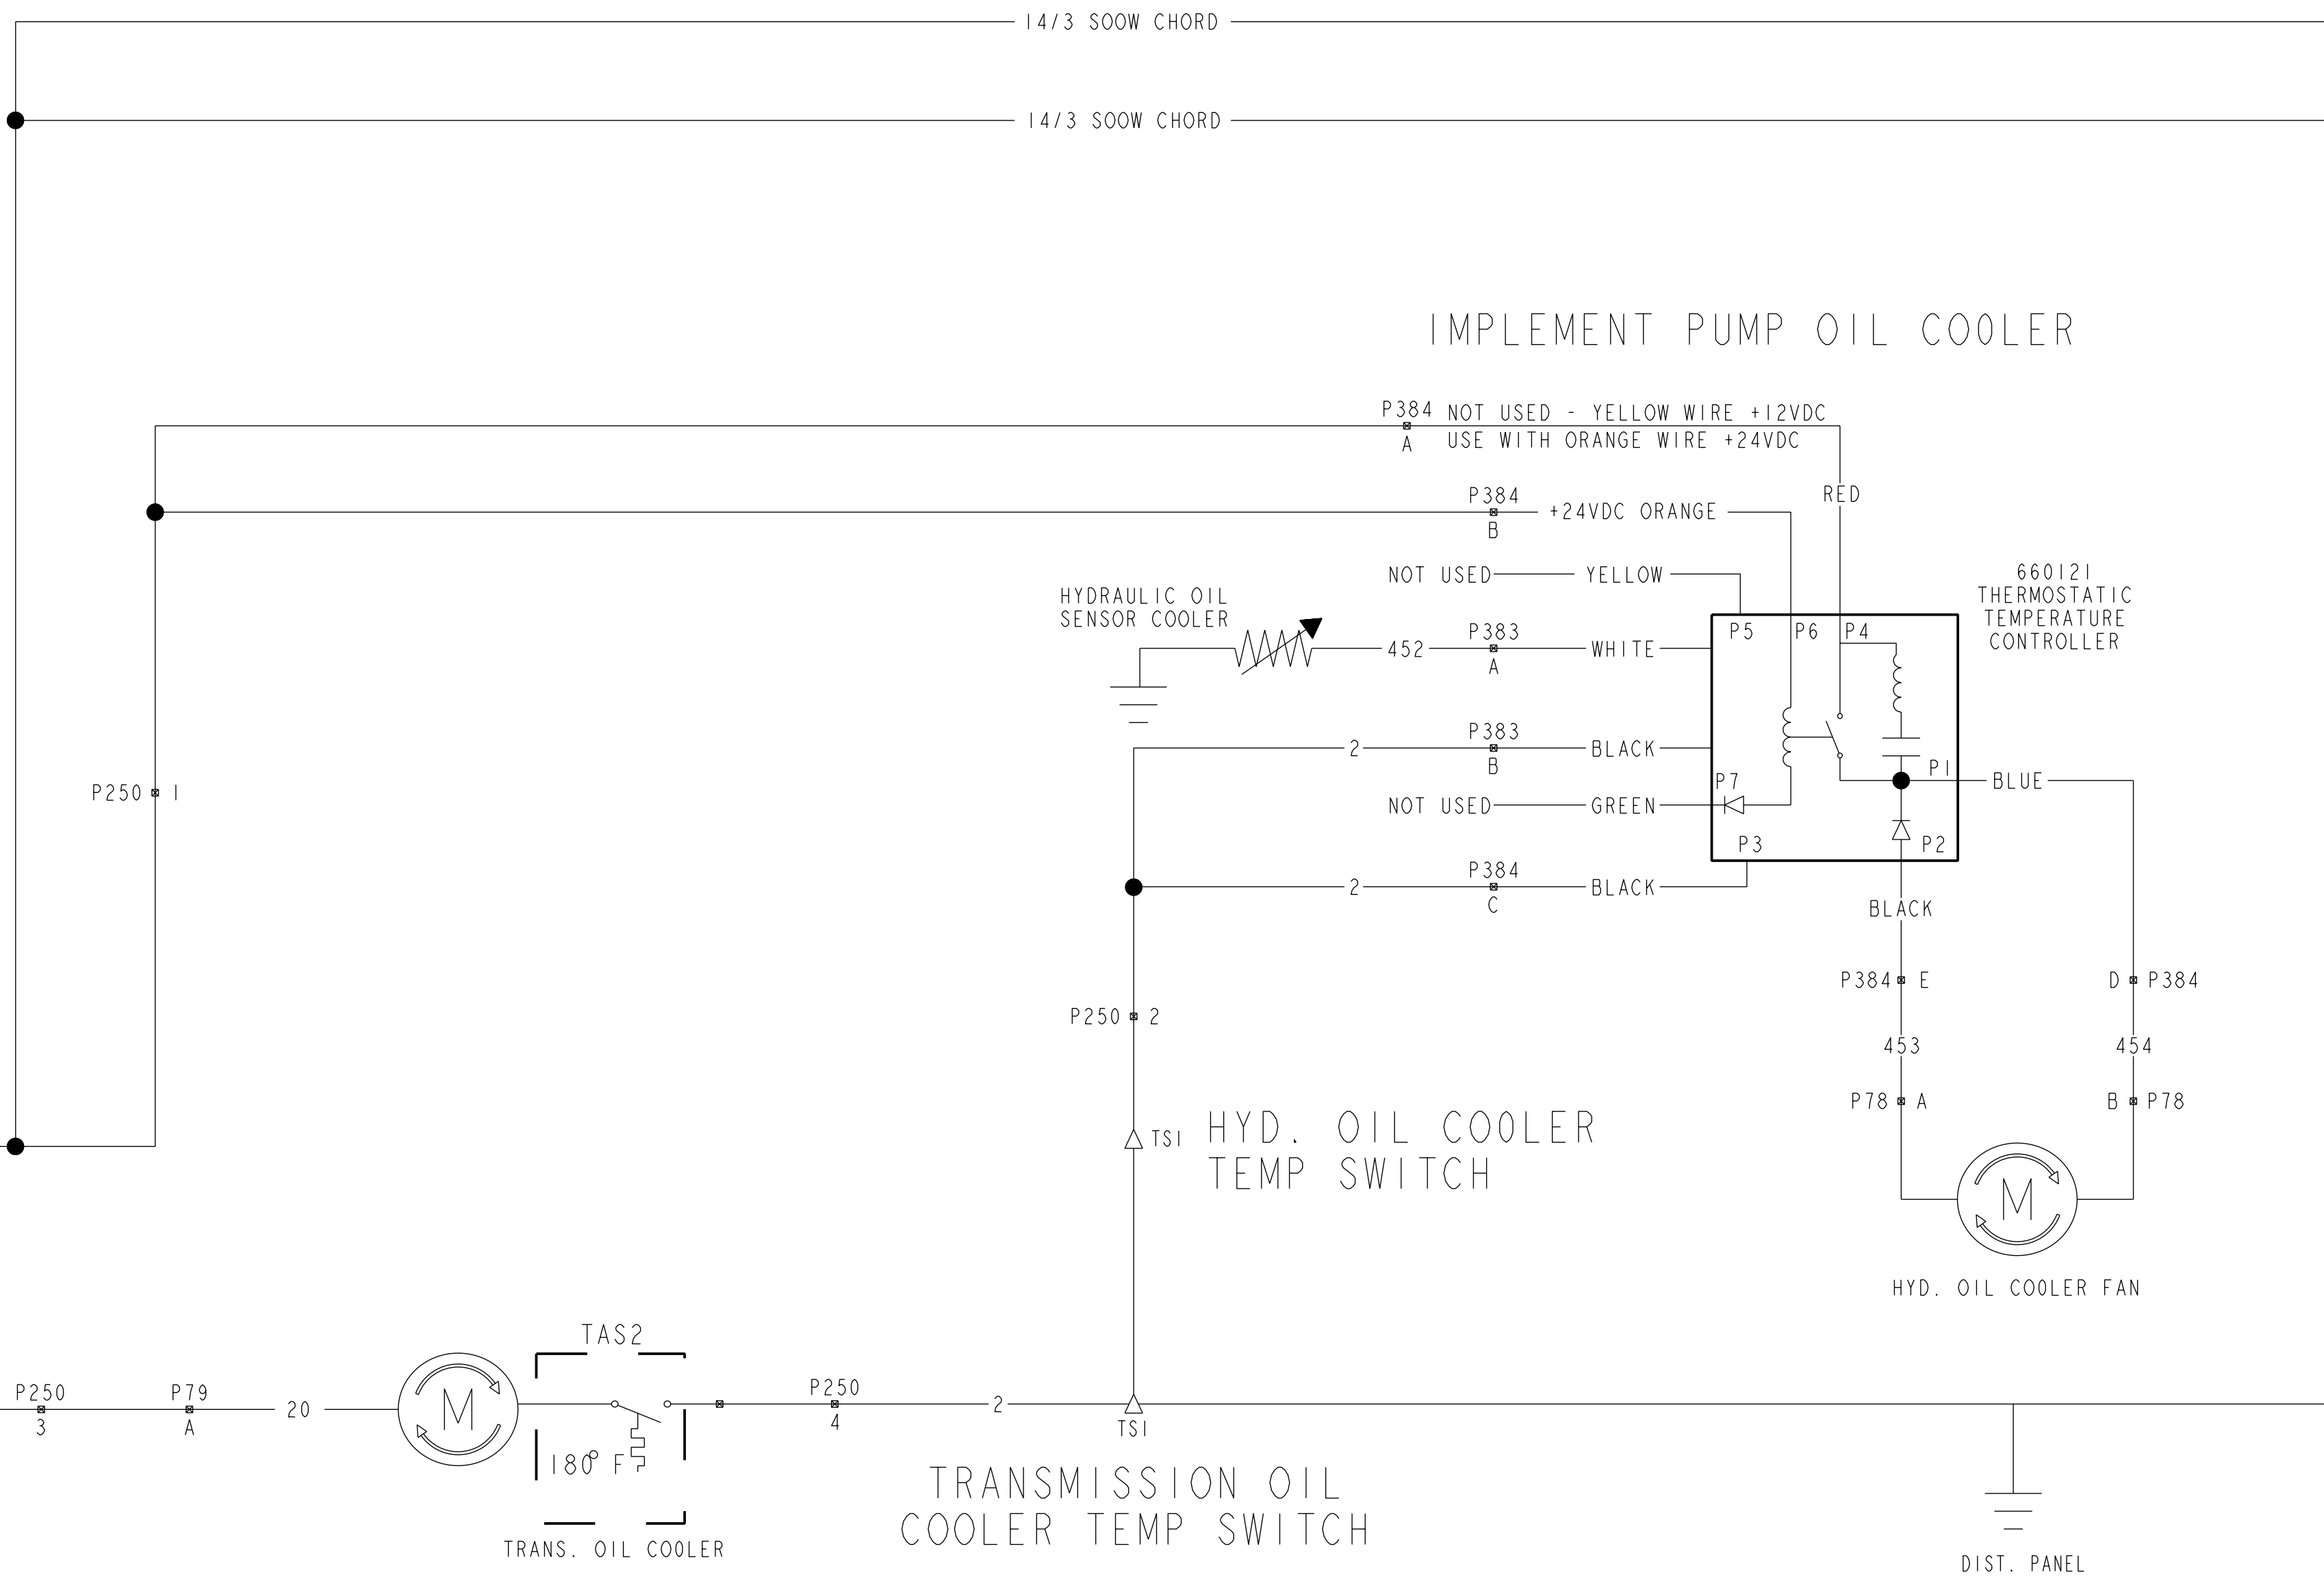 14/3 SOOW CHORD
14/3 SOOW CHORD
IMPLEMENT PUMP OIL COOLER
P384
A
NOT USED - YELLOW WIRE +12VDC
USE WITH ORANGE WIRE +24VDC
RED
P384
B
+24VDC ORANGE
NOT USED
YELLOW
HYDRAULIC OIL
SENSOR COOLER
452
P383
A
WHITE
660121
THERMOSTATIC
TEMPERATURE
CONTROLLER
P5
P6
P4
2
P383
B
BLACK
P1
BLUE
P250
1
NOT USED
GREEN
P7
P3
P2
2
P384
C
BLACK
BLACK
P384
E
D
P384
P250
2
453
454
P78
A
B
P78
TS1
HYD. OIL COOLER
TEMP SWITCH
M
HYD. OIL COOLER FAN
TAS2
P250
3
P79
A
20
M
180° F
P250
4
2
TS1
TRANSMISSION OIL
COOLER TEMP SWITCH
TRANS. OIL COOLER
DIST. PANEL